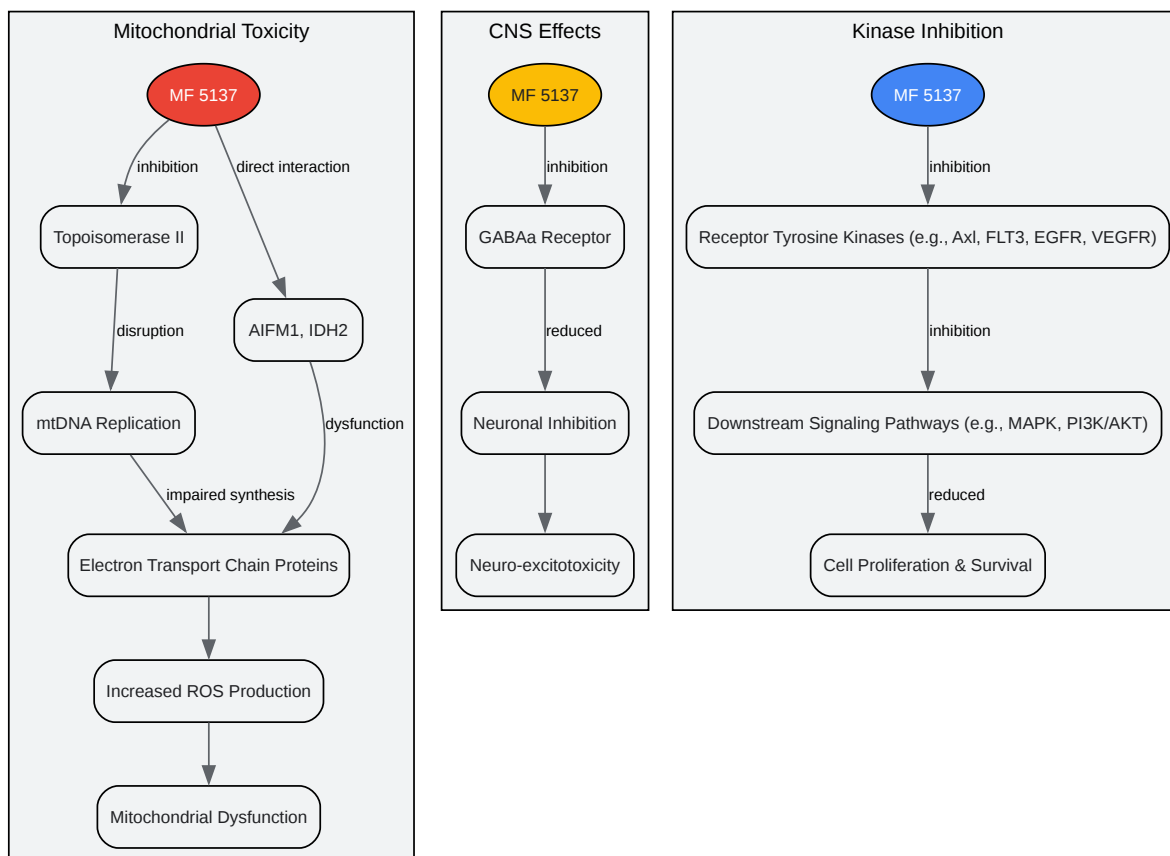 Mitochondrial Toxicity
MF 5137
inhibition
direct interaction
Topoisomerase II
disruption
AIFM1, IDH2
mtDNA Replication
dysfunction
impaired synthesis
Electron Transport Chain Proteins
Increased ROS Production
Mitochondrial Dysfunction
CNS Effects
MF 5137
inhibition
GABAa Receptor
reduced
Neuronal Inhibition
Neuro-excitotoxicity
Kinase Inhibition
MF 5137
inhibition
Receptor Tyrosine Kinases (e.g., Axl, FLT3, EGFR, VEGFR)
inhibition
Downstream Signaling Pathways (e.g., MAPK, PI3K/AKT)
reduced
Cell Proliferation & Survival